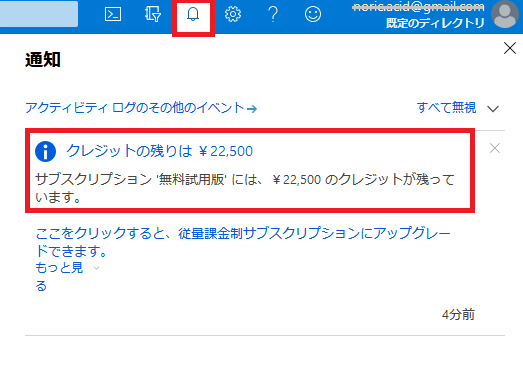 noric.acid@gmail.com
既定のディレクトリ
通知
アクティビティ ログのその他のイベント→
すべて無視
クレジットの残りは ￥22,500
サブスクリプション '無料試用版' には、￥22,500 のクレジットが残って
います。
ここをクリックすると、従量課金制サブスクリプションにアップグレー
ドできます。
もっと見
る
4分前